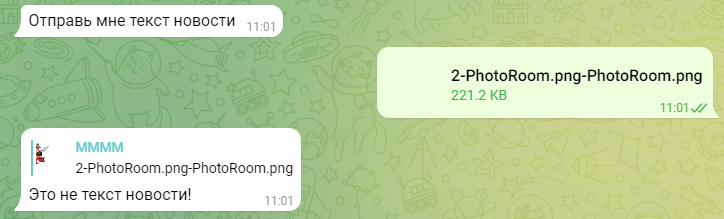 Отправь мне текст новости
11:01
2-PhotoRoom.png-PhotoRoom.png
221.2 KB
11:01
MMMM
2-PhotoRoom.png-PhotoRoom.png
Это не текст новости!
11:01